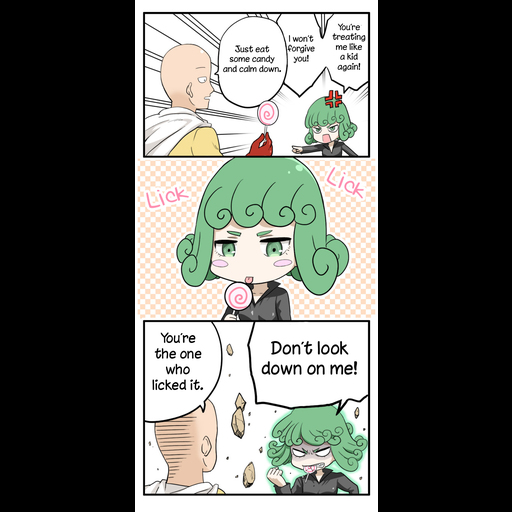 You're
treating
me like
a kid
again!
I won't
forgive
you!
Just eat
some candy
and calm down.
Lick
Lick
Don't look
down on me!
You're
the one
who
licked it.